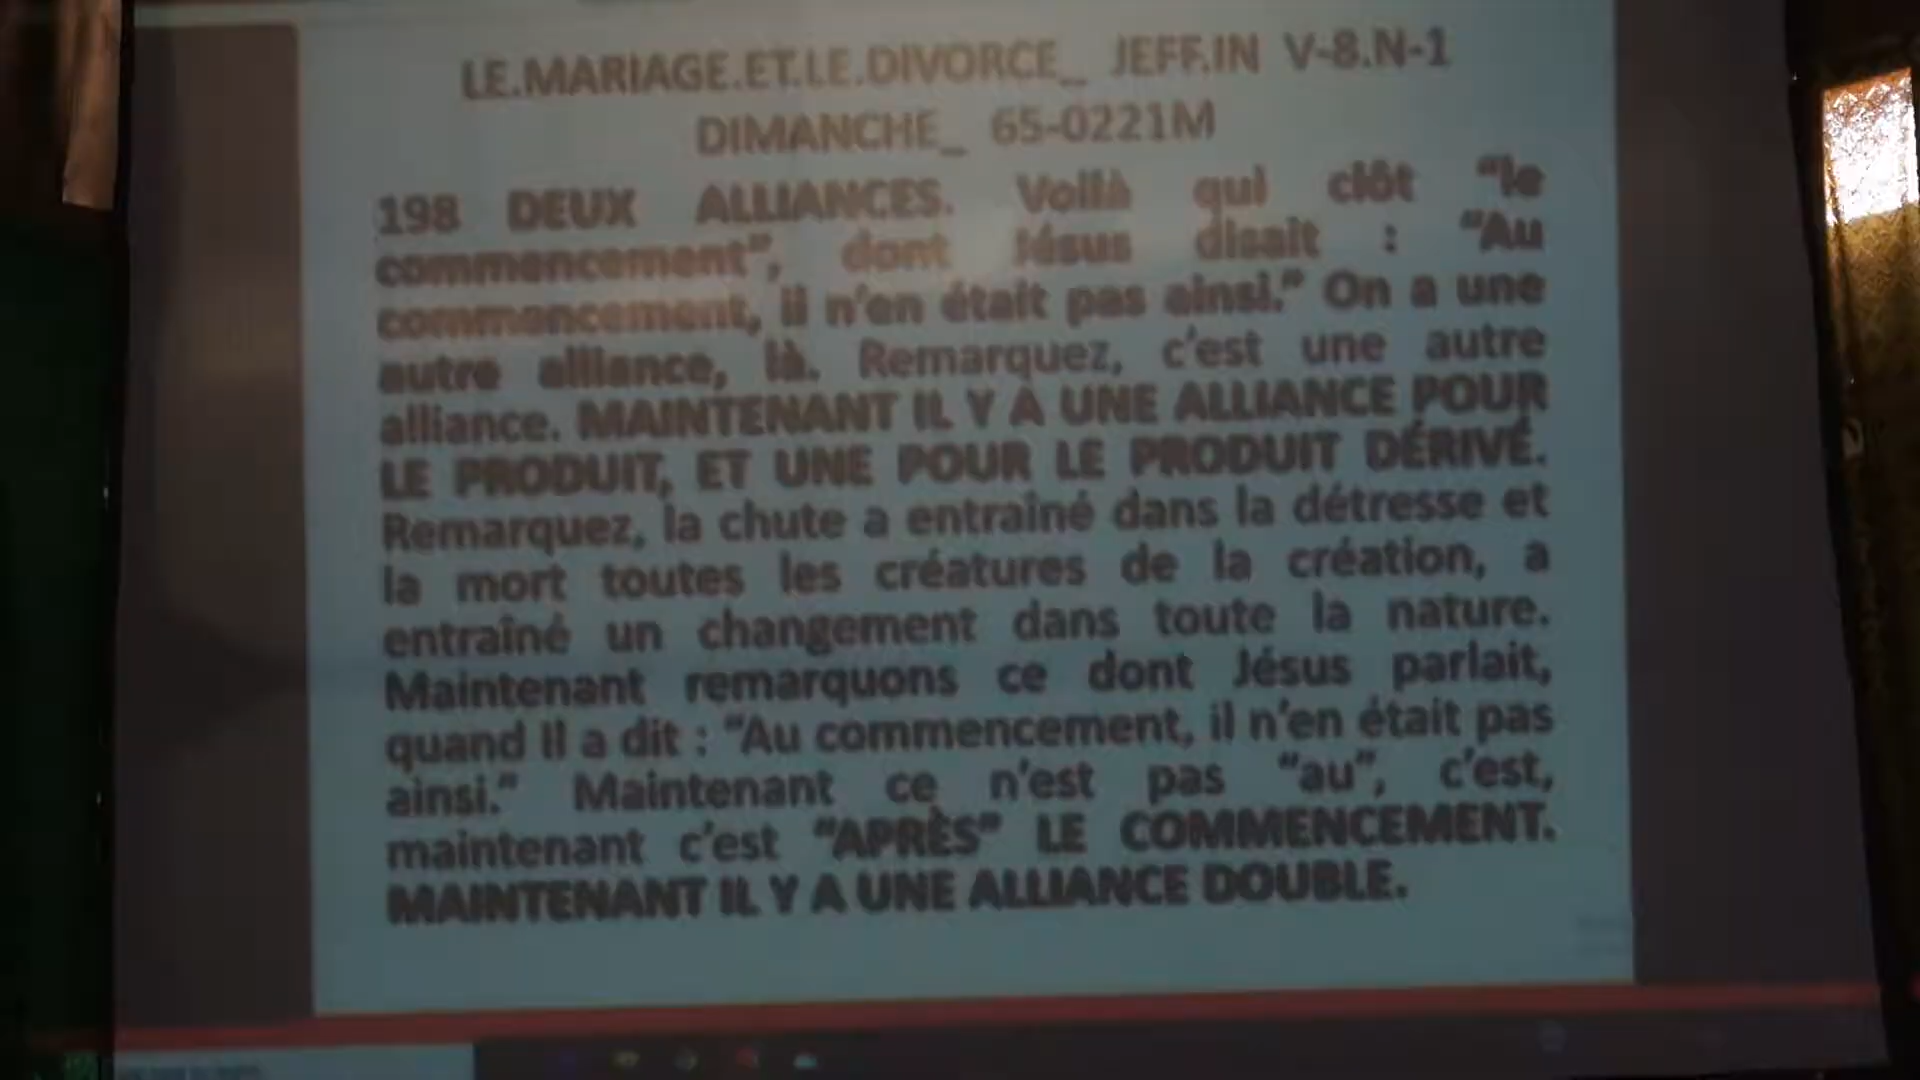 LE.MARIAGE.ET.LE.DIVORCE_ JEFF.IN V-8.N-1
DIMANCHE_ 65-0221M
198 DEUX ALLIANCES. Voilà qui clôt “le
commencement”, dont Jésus disait : “Au
commencement, il n’en était pas ainsi.” On a une
autre alliance, là. Remarquez, c’est une autre
alliance. MAINTENANT IL Y A UNE ALLIANCE POUR
LE PRODUIT, ET UNE POUR LE PRODUIT DÉRIVÉ.
Remarquez, la chute a entraîné dans la détresse et
la mort toutes les créatures de la création, a
entraîné un changement dans toute la nature.
Maintenant remarquons ce dont Jésus parlait,
quand Il a dit : “Au commencement, il n’en était pas
ainsi.” Maintenant ce n’est pas “au”, c’est,
maintenant c’est “APRÈS” LE COMMENCEMENT.
MAINTENANT IL Y A UNE ALLIANCE DOUBLE.